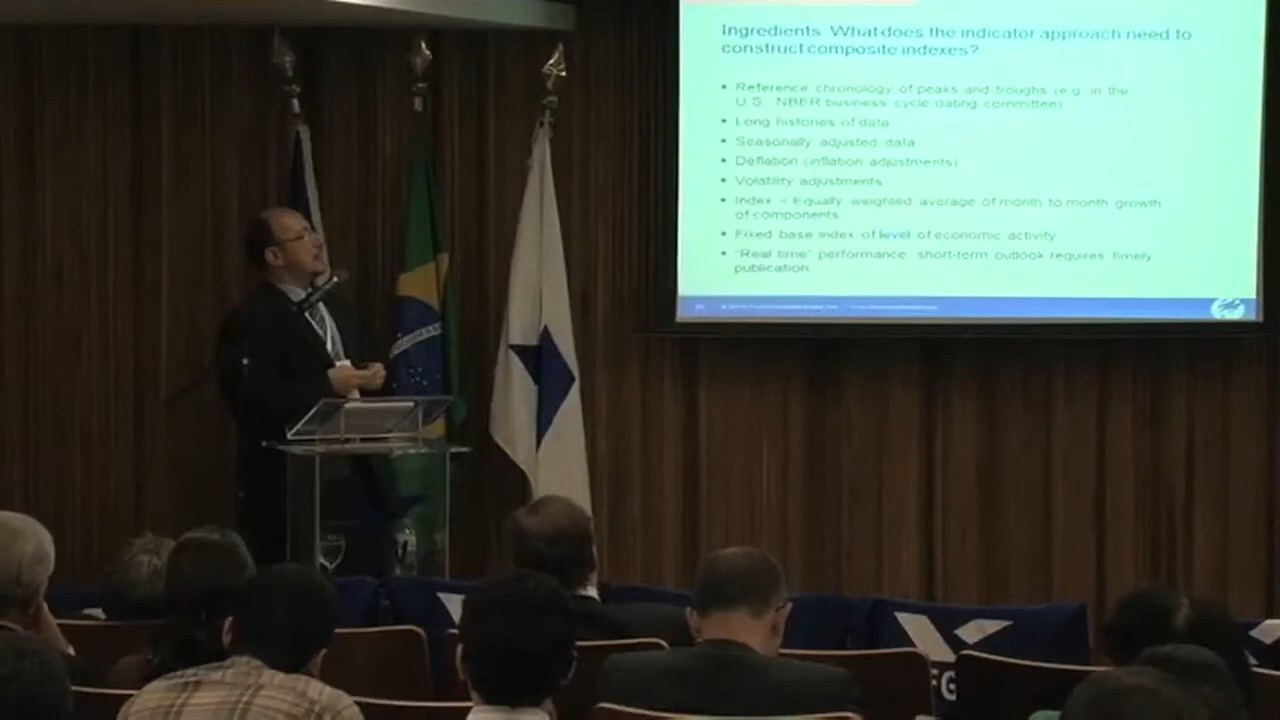 Ingredients: What does the indicator approach need to
construct composite indexes?
Reference chronology of peaks and troughs (e.g. in the
U.S. NBER business cycle dating committee)
Long histories of data
Seasonally adjusted data
Deflation (inflation adjustments)
Volatility adjustments
Index = Equally weighted average of month to month growth
of components
Fixed base index of level of economic activity
"Real time" performance: short-term outlook requires timely
publication
FG